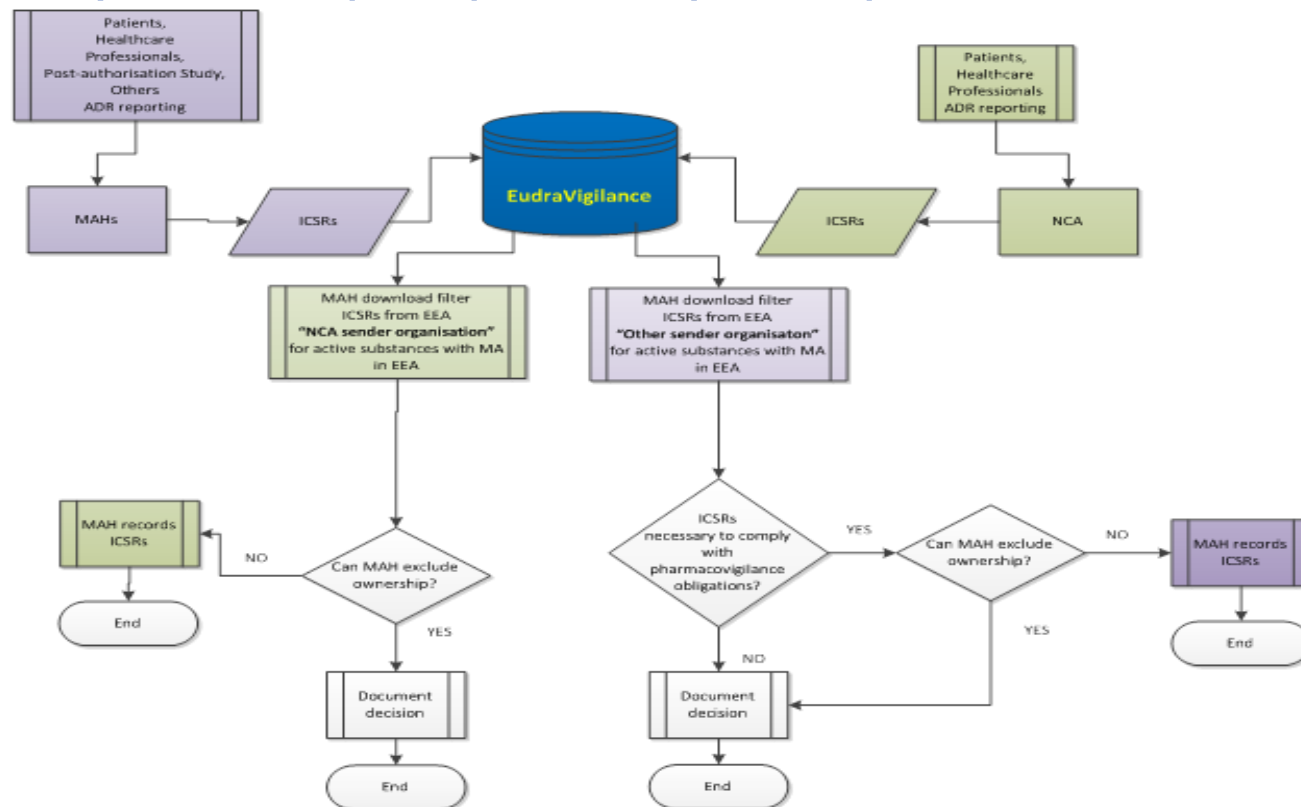 Patients,
Healthcare
Professionals,
Post-authorisation Study,
Others
ADR reporting
Patients,
Healthcare
Professionals
ADR reporting
EudraVigilance
MAHs
ICSRs
ICSRs
NCA
MAH download filter
ICSRs from EEA
“NCA sender organisation”
for active substances with MA
in EEA
MAH download filter
ICSRs from EEA
“Other sender organisaton”
for active substances with MA
in EEA
MAH records
ICSRs
NO
Can MAH exclude
ownership?
ICSRs
necessary to comply
with
pharmacovigilance
obligations?
YES
Can MAH exclude
ownership?
NO
MAH records
ICSRs
End
YES
NO
YES
End
Document
decision
Document
decision
End
End